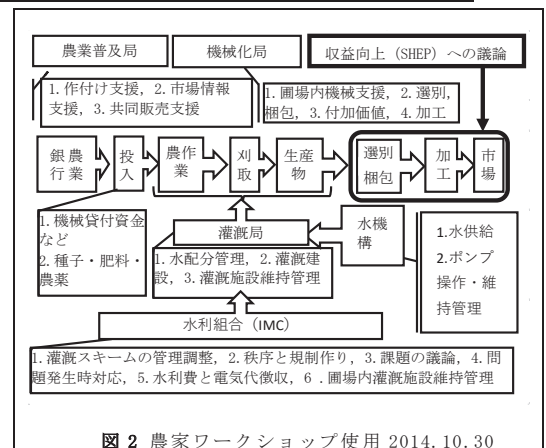 農業普及局
機械化局
収益向上（SHEP）への議論
1. 作付け支援, 2. 市場情報
支援, 3. 共同販売支援
1. 圃場内機械支援, 2. 選別,
梱包, 3. 付加価値, 4. 加工
銀農
行業
投
入
農作
業
刈
取
生産
物
選別
梱包
加
工
市
場
1. 機械貸付資金
など
2. 種子・肥料・
農薬
灌漑局
1. 水配分管理, 2. 灌漑建
設, 3. 灌漑施設維持管理
水機
構
1.水供給
2.ポンプ
操作・維
持管理
水利組合（IMC）
1. 灌漑スキームの管理調整, 2. 秩序と規制作り, 3. 課題の議論, 4. 問
題発生時対応, 5. 水利費と電気代徴収, 6 . 圃場内灌漑施設維持管理
図 2 農家ワークショップ使用 2014. 10. 30